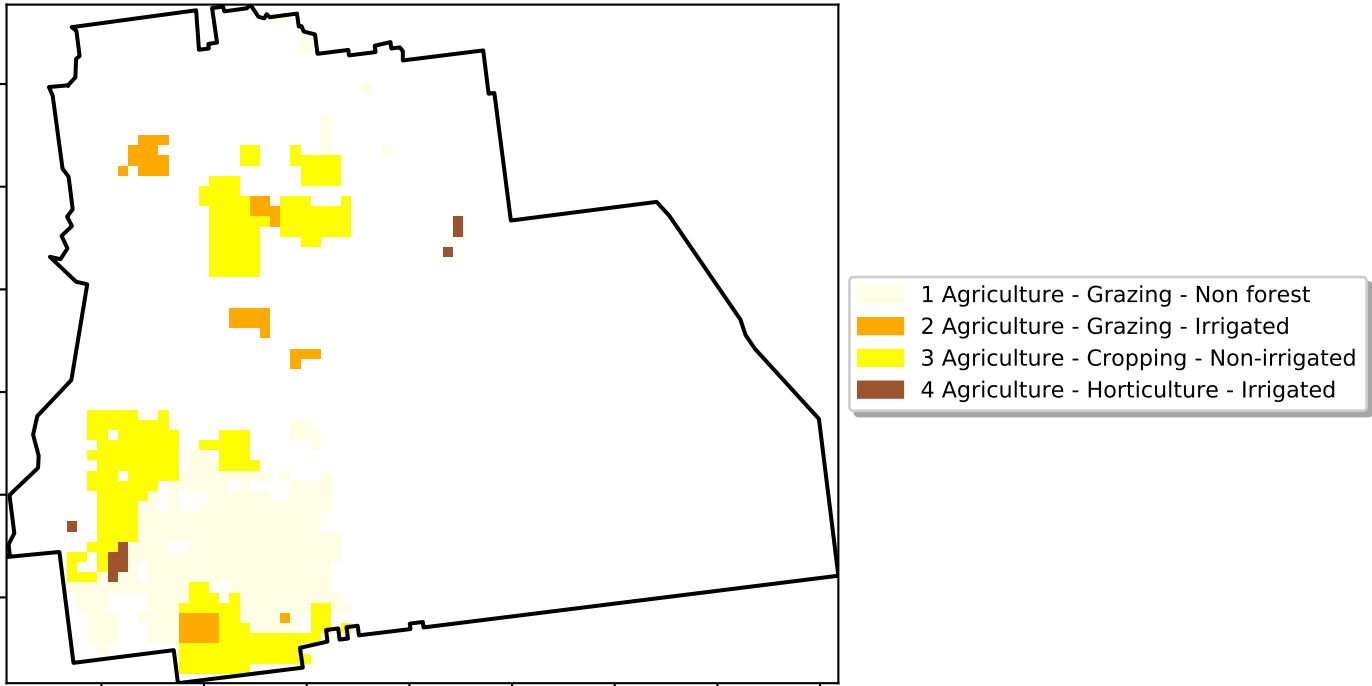 1 Agriculture - Grazing - Non forest
2 Agriculture - Grazing - Irrigated
3 Agriculture - Cropping - Non-irrigated
4 Agriculture - Horticulture - Irrigated